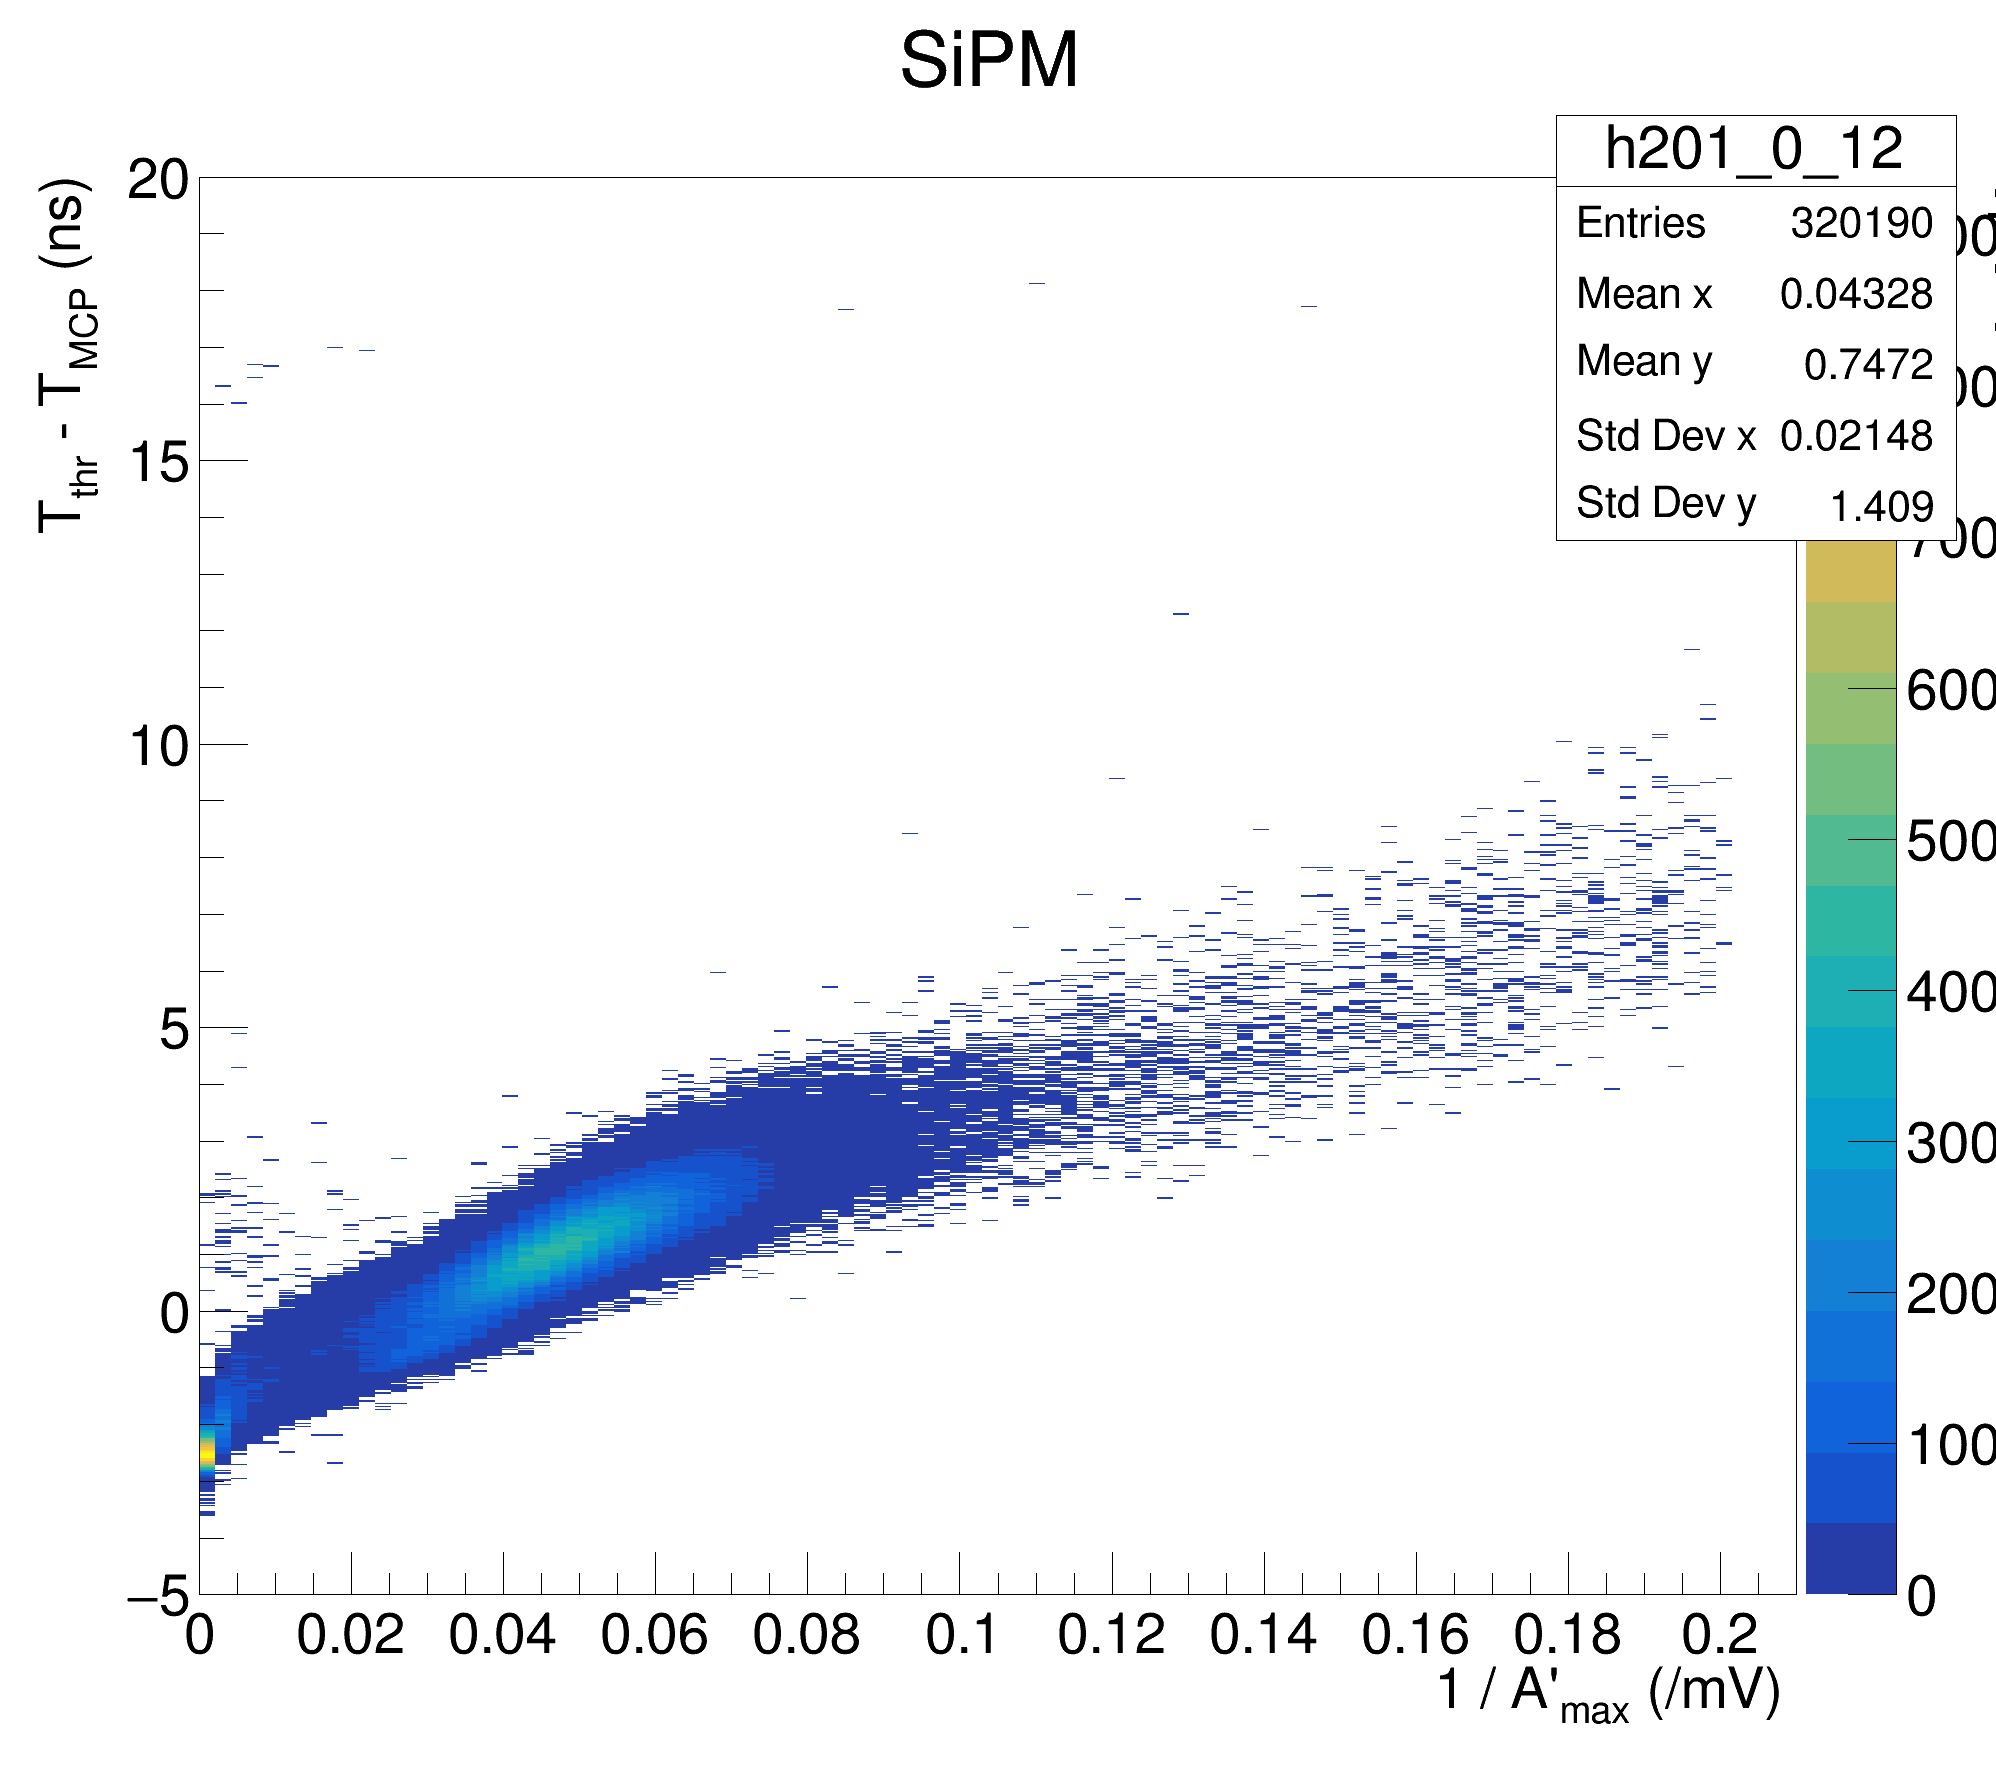 SiPM
h201_0_12
Entries 320190
Mean x 0.04328
Mean y 0.7472
Std Dev x 0.02148
Std Dev y 1.409
T_thr - T_MCP (ns)
20
15
10
5
0
−5
0 0.02 0.04 0.06 0.08 0.1 0.12 0.14 0.16 0.18 0.2
1 / A'_max (/mV)
700
600
500
400
300
200
100
0